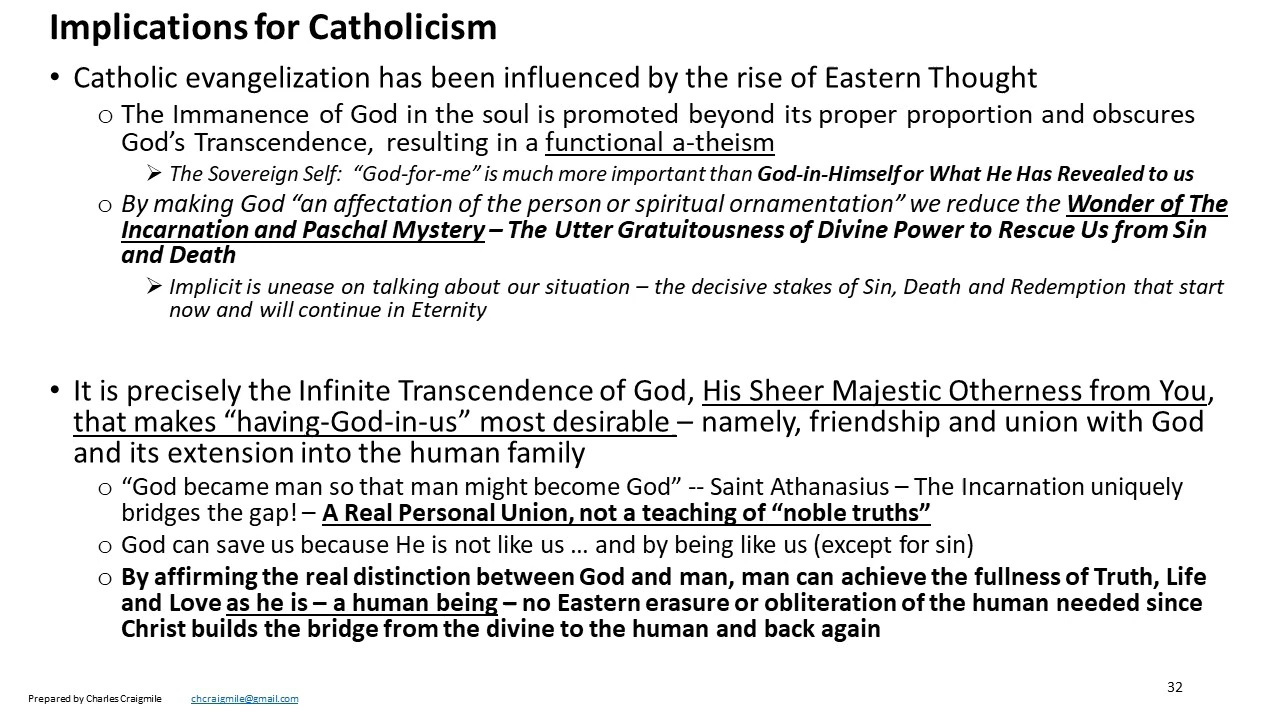 Implications for Catholicism
• Catholic evangelization has been influenced by the rise of Eastern Thought
o The Immanence of God in the soul is promoted beyond its proper proportion and obscures
God’s Transcendence, resulting in a functional a-theism
➢ The Sovereign Self: “God-for-me” is much more important than God-in-Himself or What He Has Revealed to us
o By making God “an affectation of the person or spiritual ornamentation” we reduce the Wonder of The
Incarnation and Paschal Mystery – The Utter Gratuitousness of Divine Power to Rescue Us from Sin
and Death
➢ Implicit is unease on talking about our situation – the decisive stakes of Sin, Death and Redemption that start
now and will continue in Eternity
• It is precisely the Infinite Transcendence of God, His Sheer Majestic Otherness from You,
that makes “having-God-in-us” most desirable – namely, friendship and union with God
and its extension into the human family
o “God became man so that man might become God” -- Saint Athanasius – The Incarnation uniquely
bridges the gap! – A Real Personal Union, not a teaching of “noble truths”
o God can save us because He is not like us … and by being like us (except for sin)
o By affirming the real distinction between God and man, man can achieve the fullness of Truth, Life
and Love as he is – a human being – no Eastern erasure or obliteration of the human needed since
Christ builds the bridge from the divine to the human and back again
Prepared by Charles Craigmile chcraigmile@gmail.com
32